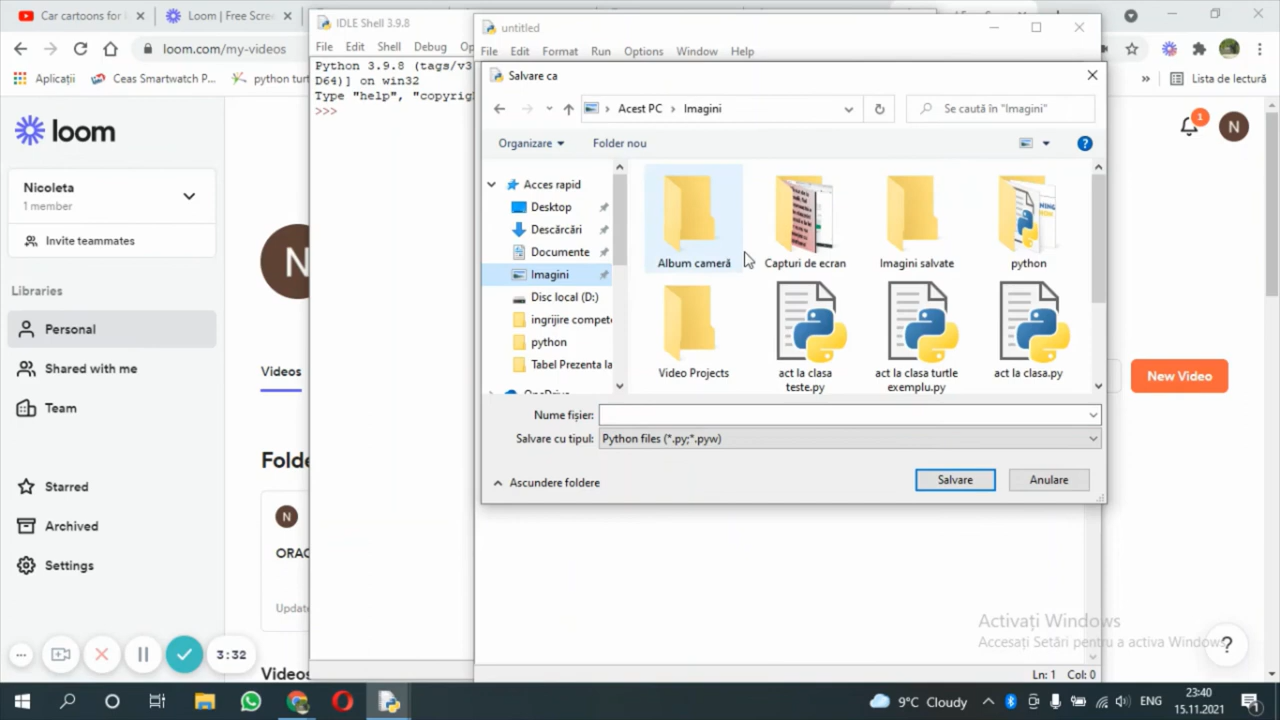 Car cartoons for k
Loom | Free Scre
loom.com/my-videos
Aplicații
Ceas Smartwatch P...
python turt
»
Lista de lectură
loom
Nicoleta
1 member
Invite teammates
Libraries
Personal
Shared with me
Team
Starred
Archived
Settings
N
Videos
Folde
N
ORAC
Update
Videos
New Video
1
N
3:32
IDLE Shell 3.9.8
File Edit Shell Debug Op
Python 3.9.8 (tags/v3
D64)] on win32
Type "help", "copyrig
>>>
untitled
File Edit Format Run Options Window Help
Salvare ca
Acest PC > Imagini
Se caută în "Imagini"
Organizare
Folder nou
Acces rapid
Desktop
Descărcări
Documente
Imagini
Disc local (D:)
ingrijire compete
python
Tabel Prezenta la
OneDrive
Album cameră
Capturi de ecran
Imagini salvate
python
Video Projects
act la clasa
teste.py
act la clasa turtle
exemplu.py
act la clasa.py
Nume fișier:
Salvare cu tipul: Python files (*.py;*.pyw)
Ascundere foldere
Salvare
Anulare
Activați Windows
Accesați Setări pentru a activa Windows.
?
Ln: 1 Col: 0
9°C Cloudy
ENG
23:40
15.11.2021
1